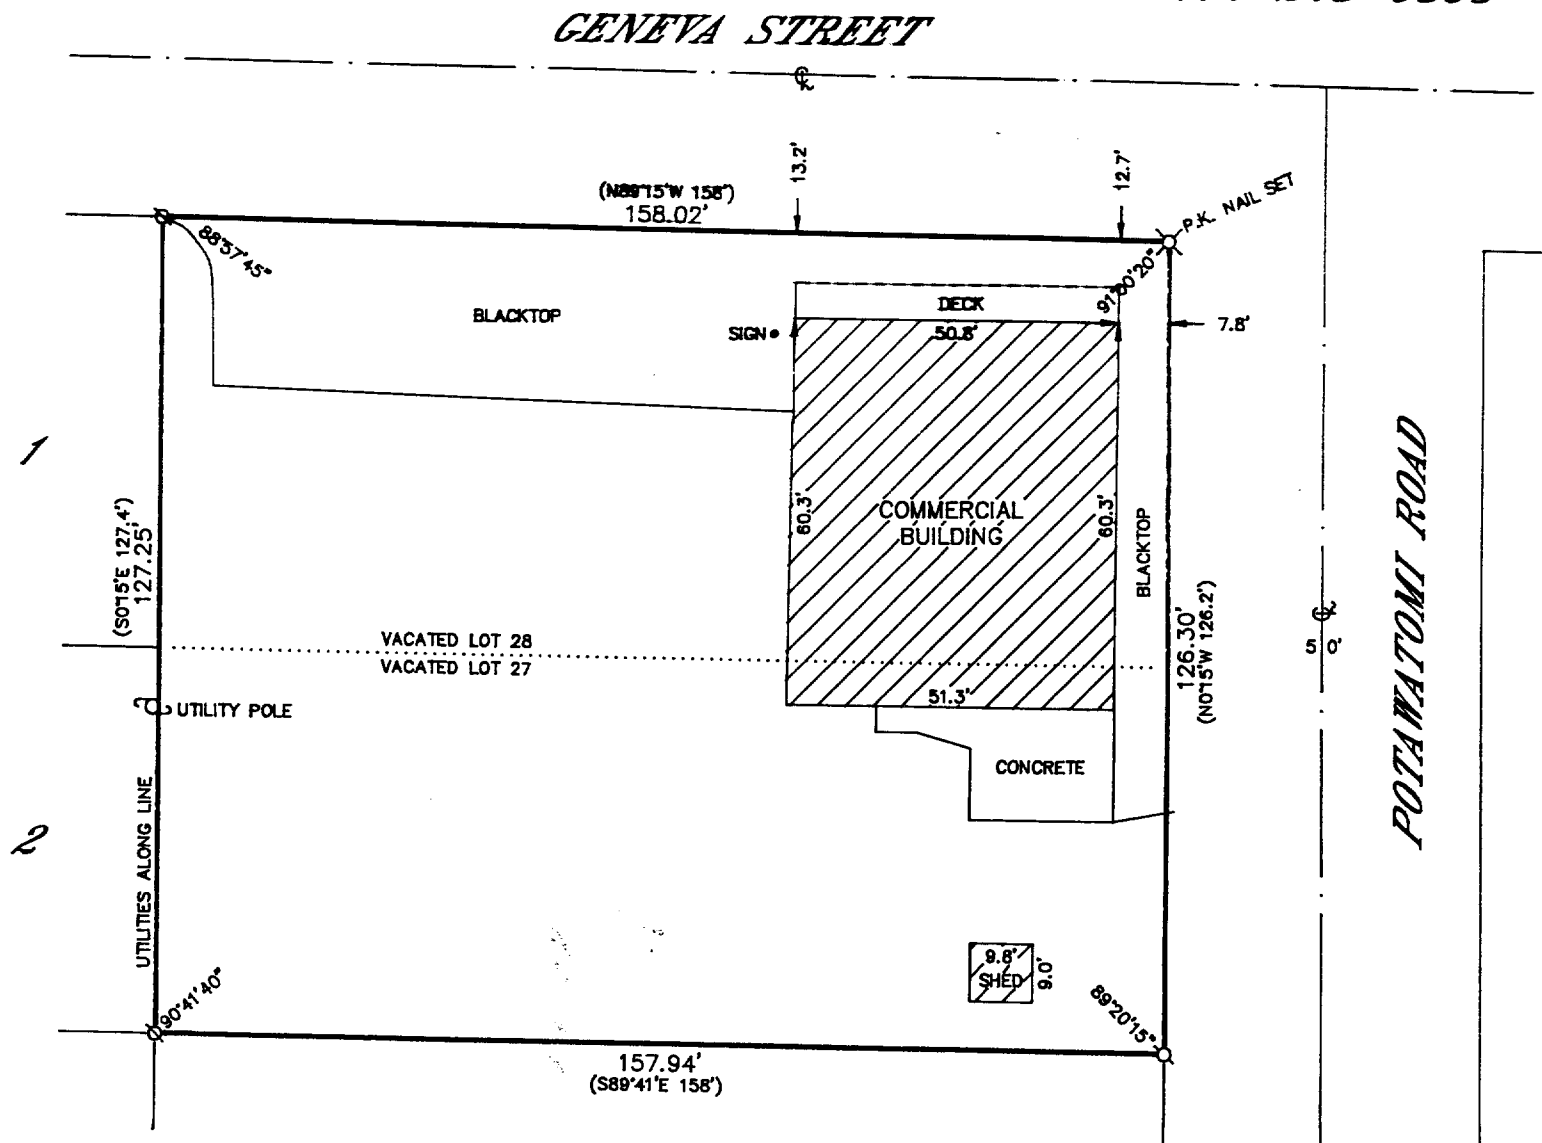 GENEVA STREET
℄
13.2'
12.7'
P.K. NAIL SET
(N89°15'W 158')
158.02'
88°57'45"
91°00'20"
BLACKTOP
DECK
SIGN
50.8'
7.8'
1
60.3'
COMMERCIAL
BUILDING
60.3'
BLACKTOP
POTAWATOMI ROAD
(S0°15'E 127.4')
127.25'
126.30'
(N0°15'W 126.2')
℄
5 0'
VACATED LOT 28
VACATED LOT 27
51.3'
UTILITY POLE
CONCRETE
UTILITIES ALONG LINE
2
9.8'
SHED
9.0'
90°41'40"
89°20'15"
157.94'
(S89°41'E 158')